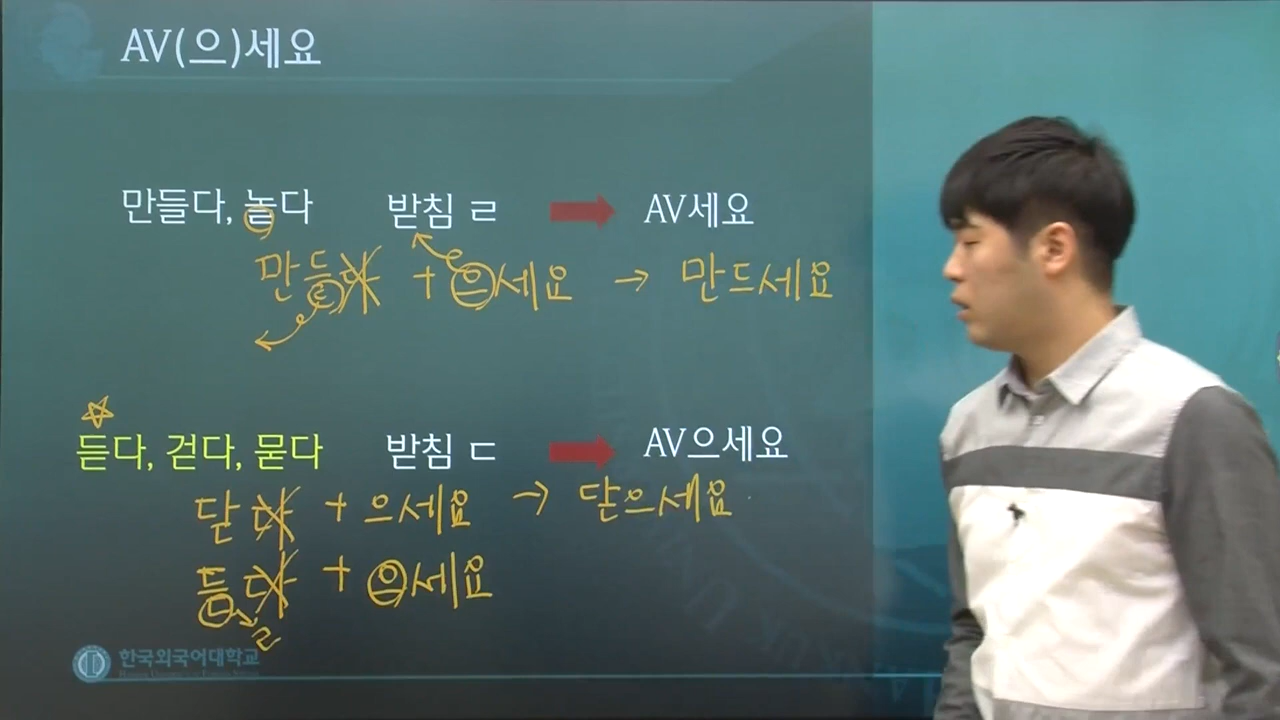 AV(으)세요
만들다, 놀다 받침 ㄹ AV세요
만들다 + 으세요 → 만드세요
듣다, 걷다, 묻다 받침 ㄷ AV으세요
닫다 + 으세요 → 닫으세요
듣다 + 으세요
ㄹ
한국외국어대학교